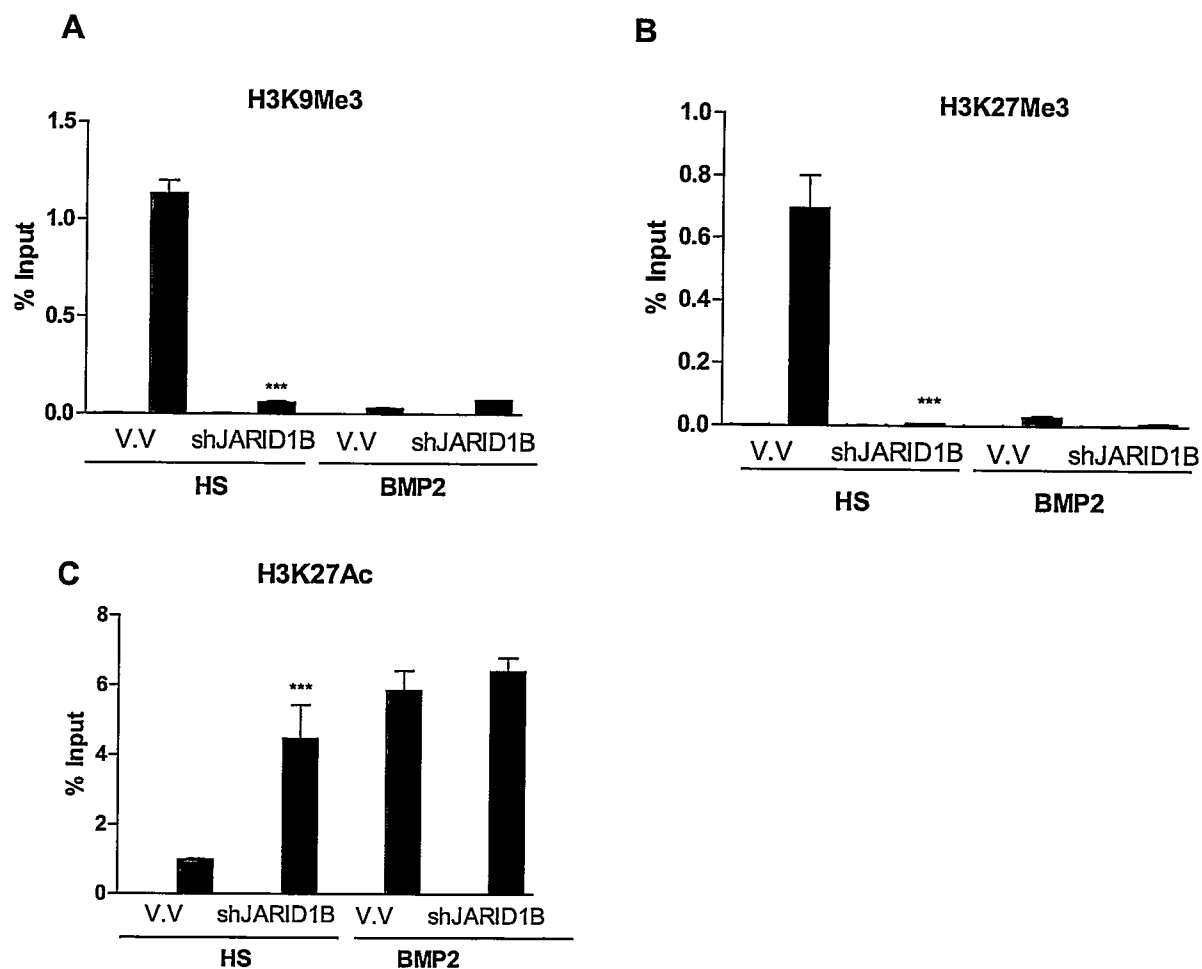 A
H3K9Me3
1.5
1.0
0.5
0.0
% Input
***
V.V shJARID1B V.V shJARID1B
HS BMP2
B
H3K27Me3
1.0
0.8
0.6
0.4
0.2
0.0
% Input
***
V.V shJARID1B V.V shJARID1B
HS BMP2
C
H3K27Ac
8
6
4
2
0
% Input
***
V.V shJARID1B V.V shJARID1B
HS BMP2